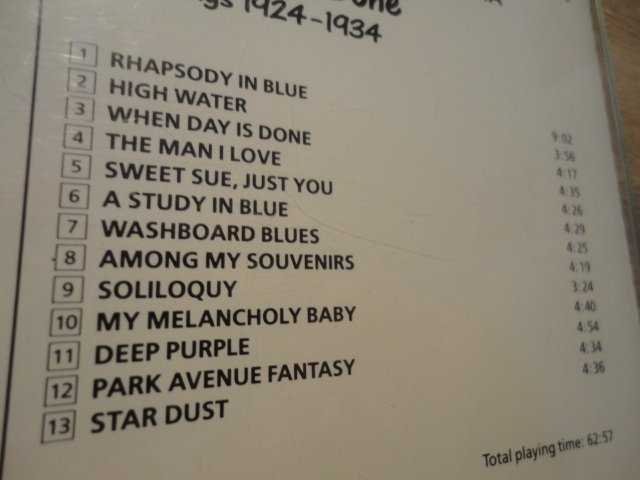 1924-1934
1 RHAPSODY IN BLUE 9:02
2 HIGH WATER 3:56
3 WHEN DAY IS DONE 4:17
4 THE MAN I LOVE 4:35
5 SWEET SUE, JUST YOU 4:26
6 A STUDY IN BLUE 4:29
7 WASHBOARD BLUES 4:25
8 AMONG MY SOUVENIRS 4:19
9 SOLILOQUY 3:24
10 MY MELANCHOLY BABY 4:40
11 DEEP PURPLE 4:54
12 PARK AVENUE FANTASY 4:34
13 STAR DUST 4:36
Total playing time: 62:57